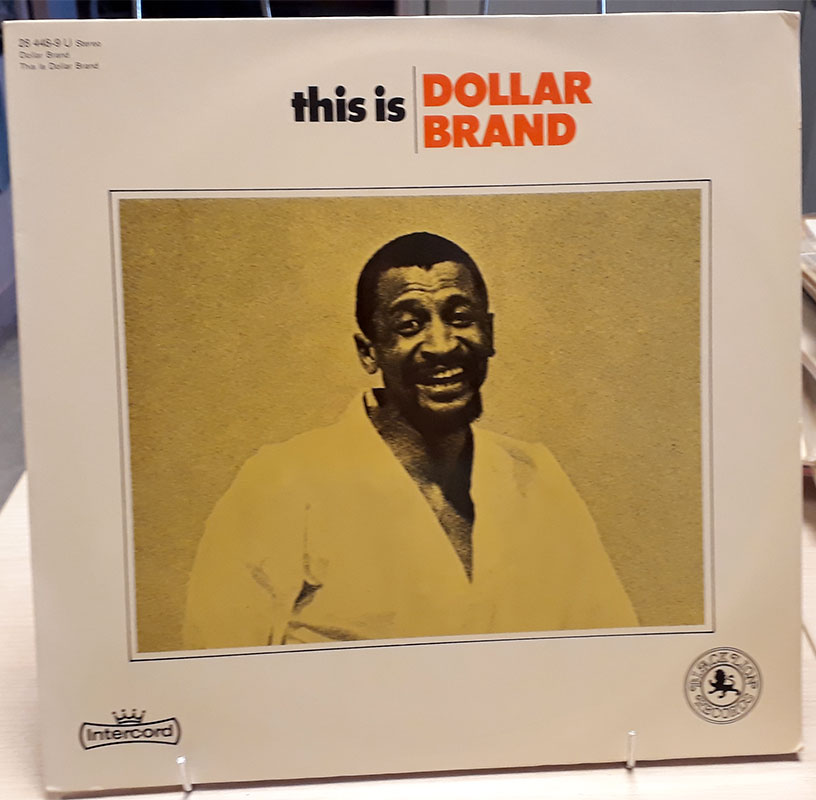 28 448-9 U Stereo
Dollar Brand
This Is Dollar Brand
this is DOLLAR
BRAND
Intercord
BLACK LION
RECORDS